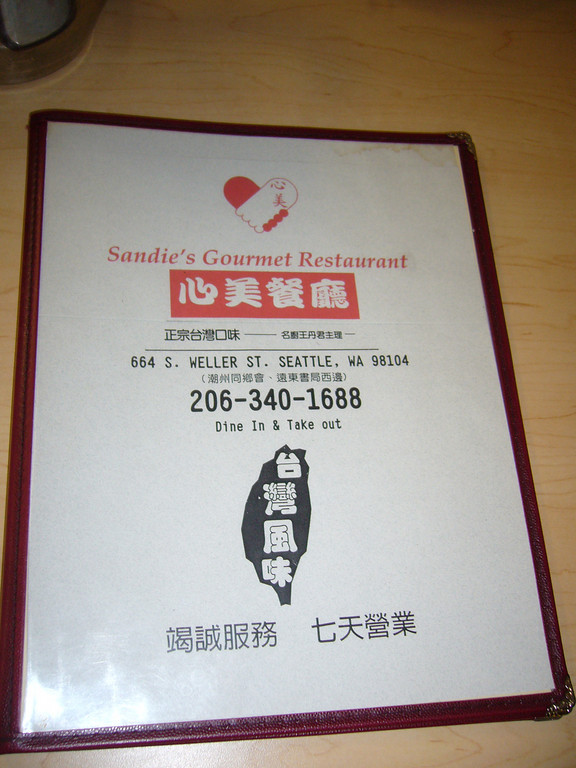 心美
Sandie's Gourmet Restaurant
心美餐廳
正宗台灣口味 —— 名廚王丹君主理 —
664 S. WELLER ST. SEATTLE, WA 98104
(潮州同鄉會、遠東書局西邊)
206-340-1688
Dine In & Take out
台灣風味
竭誠服務 七天營業